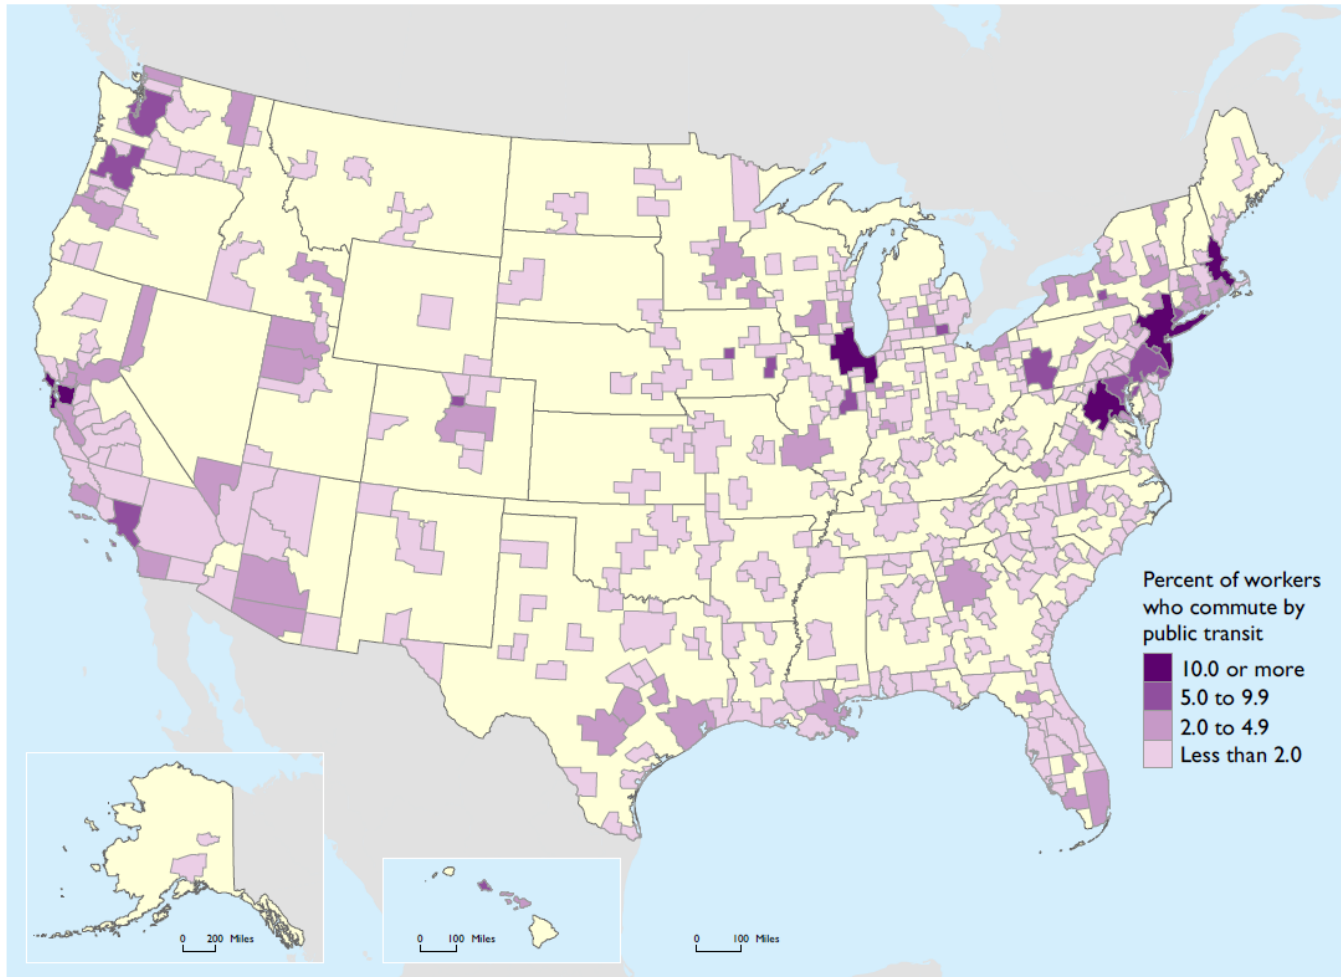 Percent of workers
who commute by
public transit
10.0 or more
5.0 to 9.9
2.0 to 4.9
Less than 2.0
0 200 Miles
0 100 Miles
0 100 Miles